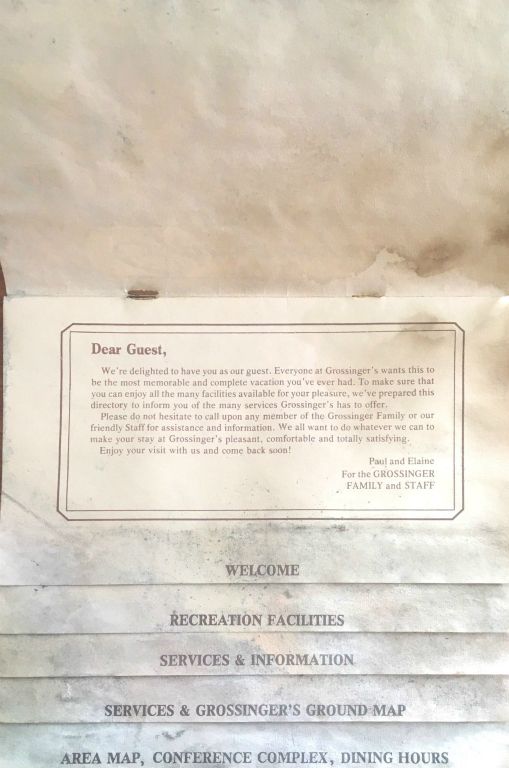 Dear Guest,
We're delighted to have you as our guest. Everyone at Grossinger's wants this to
be the most memorable and complete vacation you've ever had. To make sure that
you can enjoy all the many facilities available for your pleasure, we've prepared this
directory to inform you of the many services Grossinger's has to offer.
Please do not hesitate to call upon any member of the Grossinger Family or our
friendly Staff for assistance and information. We all want to do whatever we can to
make your stay at Grossinger's pleasant, comfortable and totally satisfying.
Enjoy your visit with us and come back soon!
Paul and Elaine
For the GROSSINGER
FAMILY and STAFF
WELCOME
RECREATION FACILITIES
SERVICES & INFORMATION
SERVICES & GROSSINGER'S GROUND MAP
AREA MAP, CONFERENCE COMPLEX, DINING HOURS